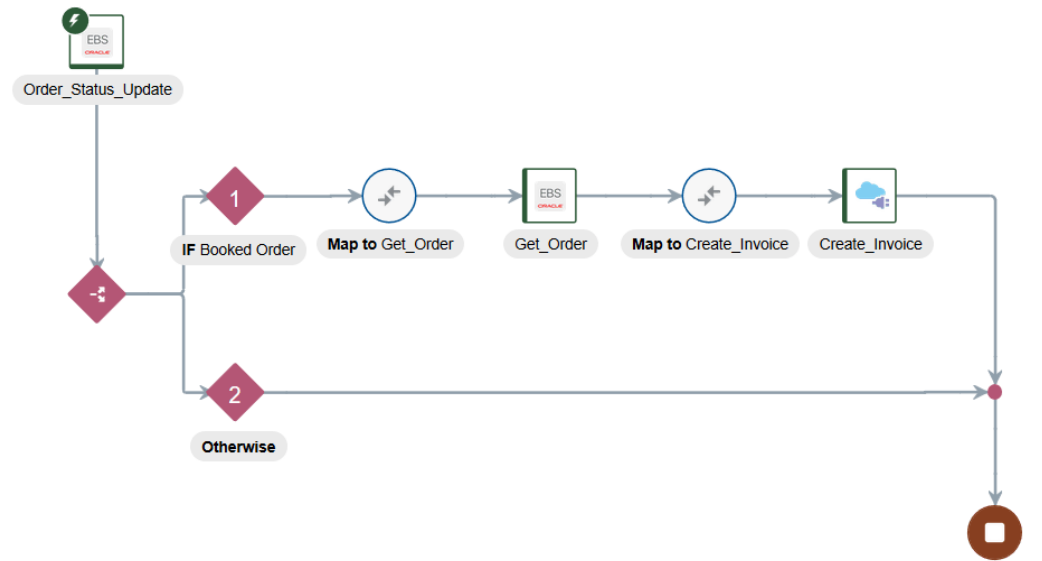 EBS
ORACLE
Order_Status_Update
1
IF Booked Order
Map to Get_Order
EBS
ORACLE
Get_Order
Map to Create_Invoice
Create_Invoice
2
Otherwise